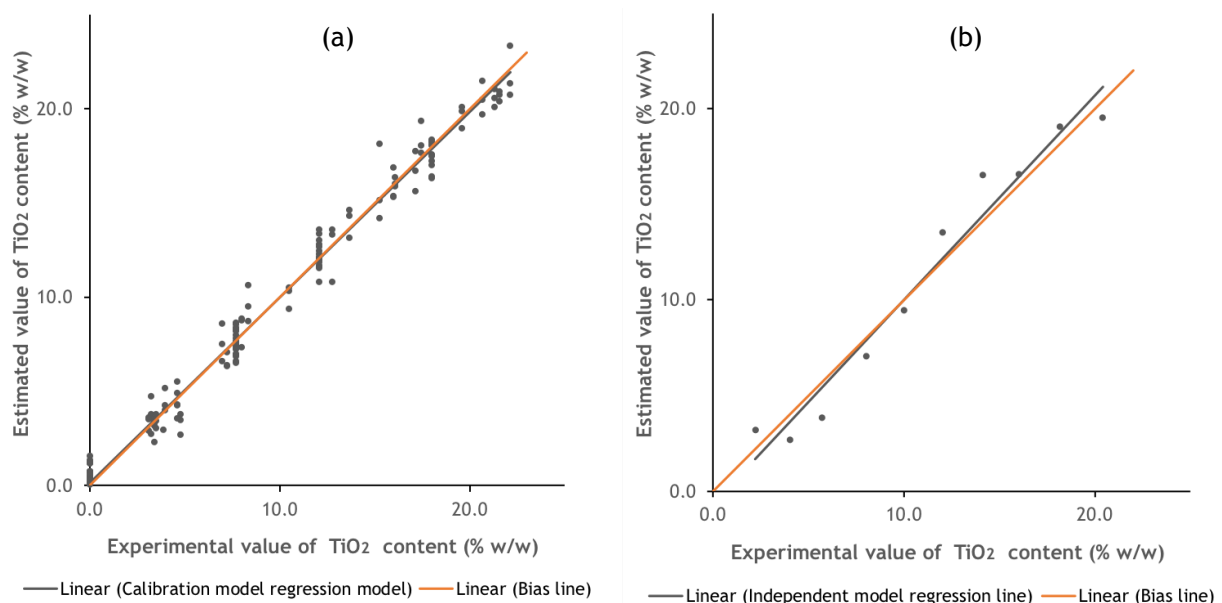 (a)
Estimated value of TiO2 content (% w/w)
20.0
10.0
0.0
0.0 10.0 20.0
Experimental value of TiO2 content (% w/w)
Linear (Calibration model regression model) Linear (Bias line)
(b)
Estimated value of TiO2 content (% w/w)
20.0
10.0
0.0
0.0 10.0 20.0
Experimental value of TiO2 content (% w/w)
Linear (Independent model regression line) Linear (Bias line)